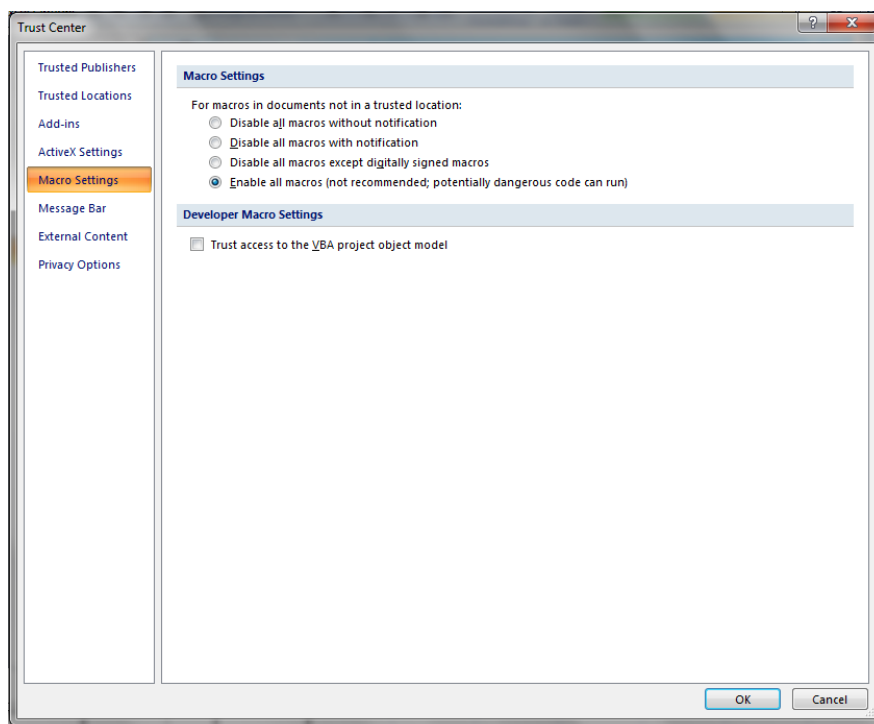 Trust Center
?
Trusted Publishers
Trusted Locations
Add-ins
ActiveX Settings
Macro Settings
Message Bar
External Content
Privacy Options
Macro Settings
For macros in documents not in a trusted location:
Disable all macros without notification
Disable all macros with notification
Disable all macros except digitally signed macros
Enable all macros (not recommended; potentially dangerous code can run)
Developer Macro Settings
Trust access to the VBA project object model
OK
Cancel